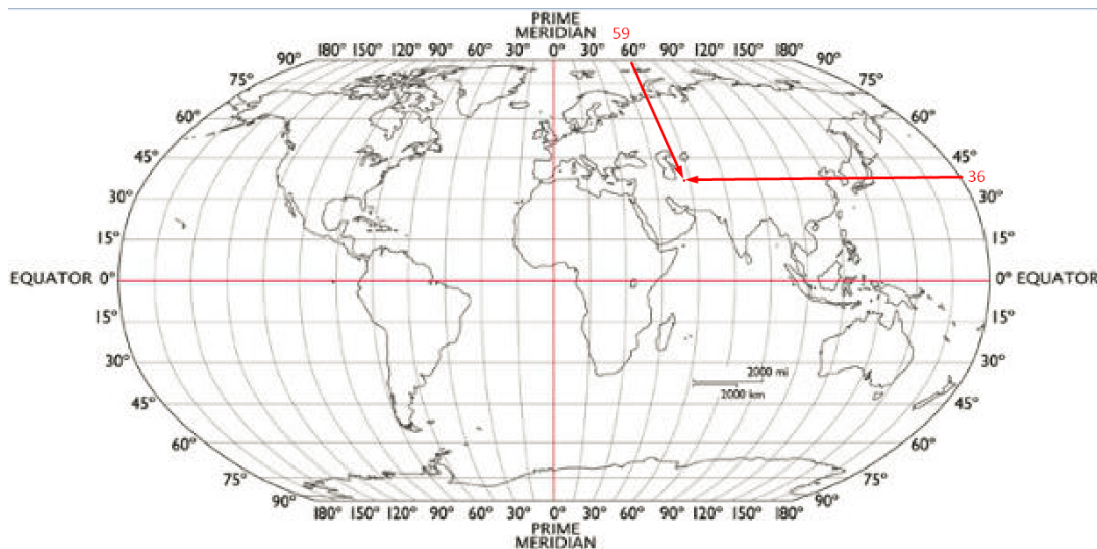 PRIME
MERIDIAN
59
180° 150° 120° 90° 60° 30° 0° 30° 60° 90° 120° 150° 180°
90° 90°
75° 75°
60° 60°
45° 45°
30° 36 30°
15° 15°
EQUATOR 0° 0° EQUATOR
15° 15°
30° 30°
2000 mi
2000 km
45° 45°
60° 60°
75° 75°
90° 90°
180° 150° 120° 90° 60° 30° 0° 30° 60° 90° 120° 150° 180°
PRIME
MERIDIAN